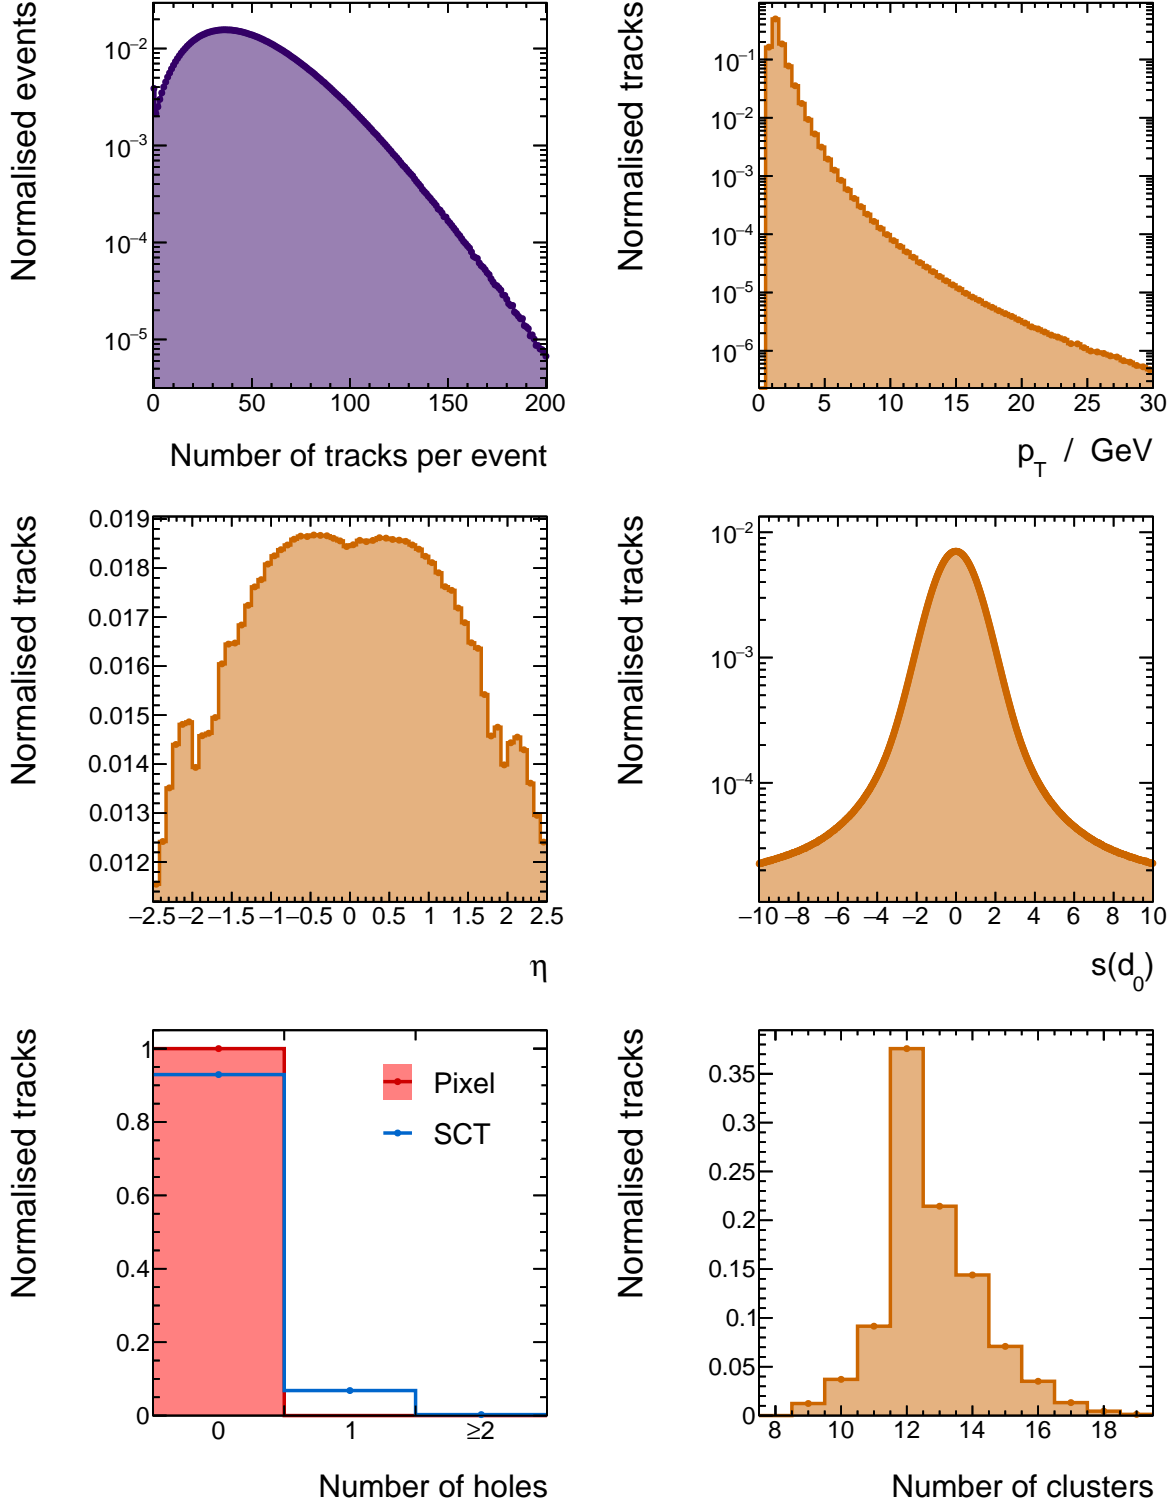 Normalised events
10−2
10−3
10−4
10−5
0 50 100 150 200
Number of tracks per event
Normalised tracks
10−1
10−2
10−3
10−4
10−5
10−6
0 5 10 15 20 25 30
pT / GeV
Normalised tracks
0.019
0.018
0.017
0.016
0.015
0.014
0.013
0.012
−2.5 −2 −1.5 −1 −0.5 0 0.5 1 1.5 2 2.5
η
Normalised tracks
10−2
10−3
10−4
−10 −8 −6 −4 −2 0 2 4 6 8 10
s(d0)
Normalised tracks
1
0.8
0.6
0.4
0.2
0
Pixel
SCT
0 1 ≥2
Number of holes
Normalised tracks
0.35
0.3
0.25
0.2
0.15
0.1
0.05
0
8 10 12 14 16 18
Number of clusters